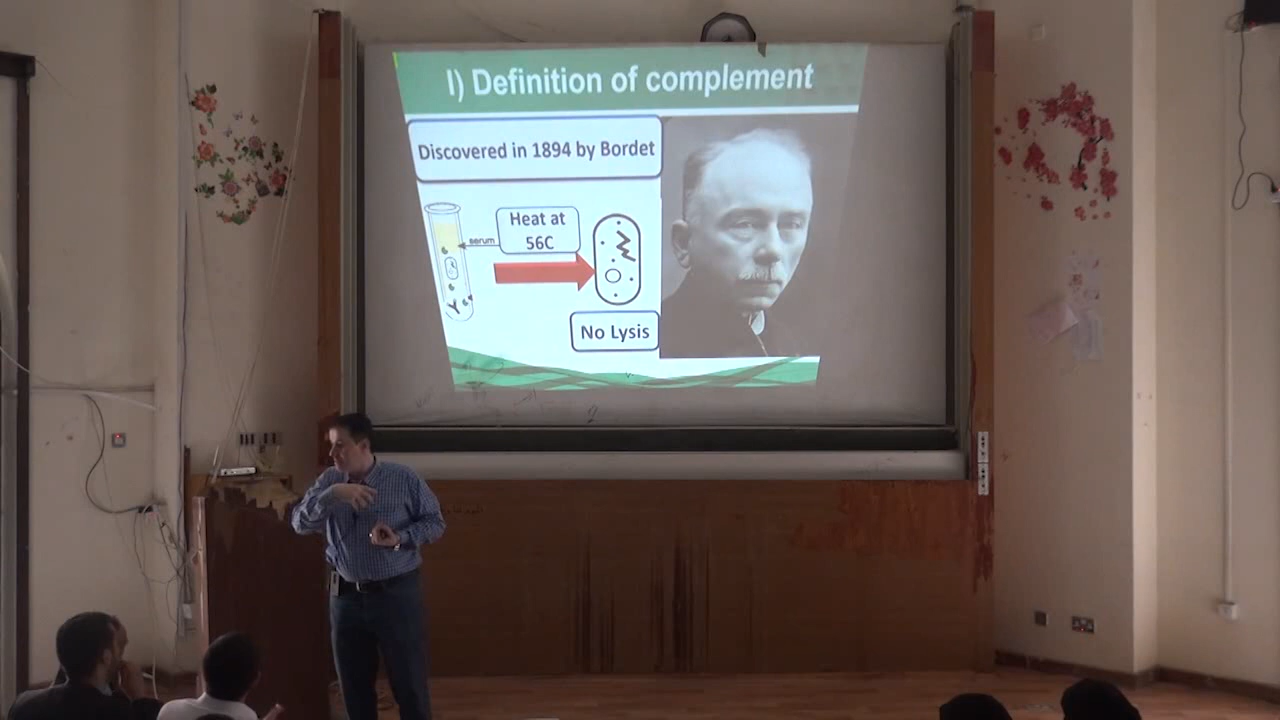 I) Definition of complement
Discovered in 1894 by Bordet
Heat at
56C
serum
No Lysis